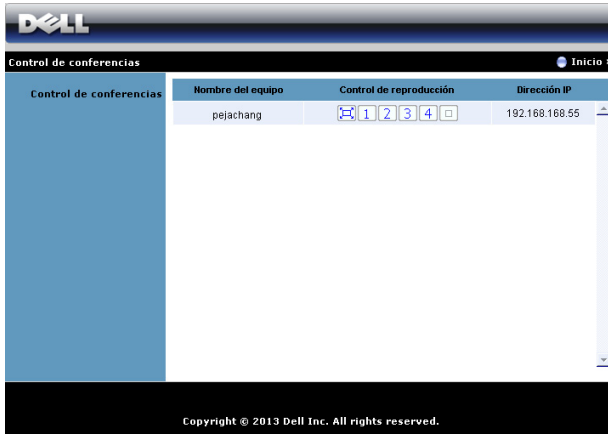 DELL
Control de conferencias
Inicio
Control de conferencias
Nombre del equipo Control de reproducción Dirección IP
pejachang 1 2 3 4 192.168.168.55
Copyright © 2013 Dell Inc. All rights reserved.